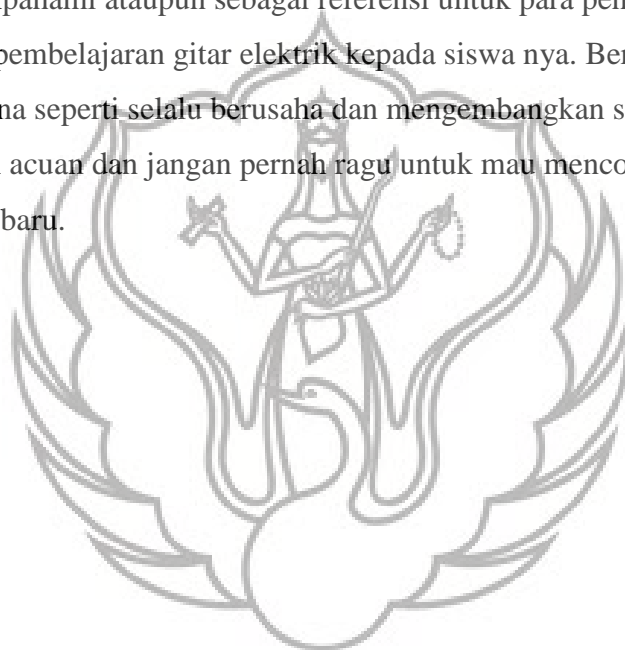 ataupun sebagai referensi untuk para
pembelajaran gitar elektrik kepada siswa nya.
seperti selalu berusaha dan mengembangkan
acuan dan jangan pernah ragu untuk mau
baru.